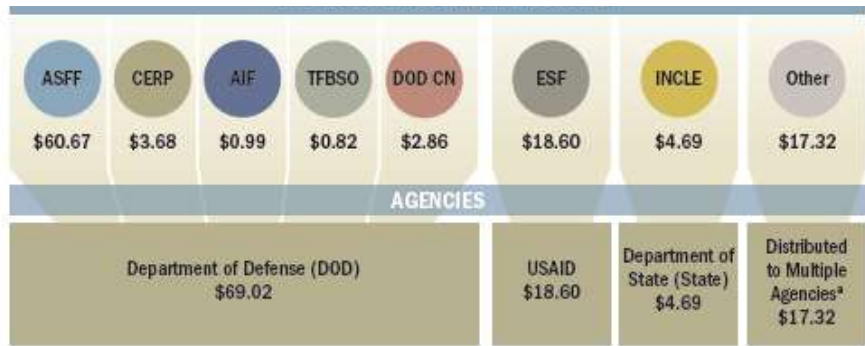 ASFF CERP AIF TFBSO DOD CN ESF INCLE Other
$60.67 $3.68 $0.99 $0.82 $2.86 $18.60 $4.69 $17.32
AGENCIES
Department of Defense (DOD)
$69.02
USAID
$18.60
Department of
State (State)
$4.69
Distributed
to Multiple
Agenciesª
$17.32